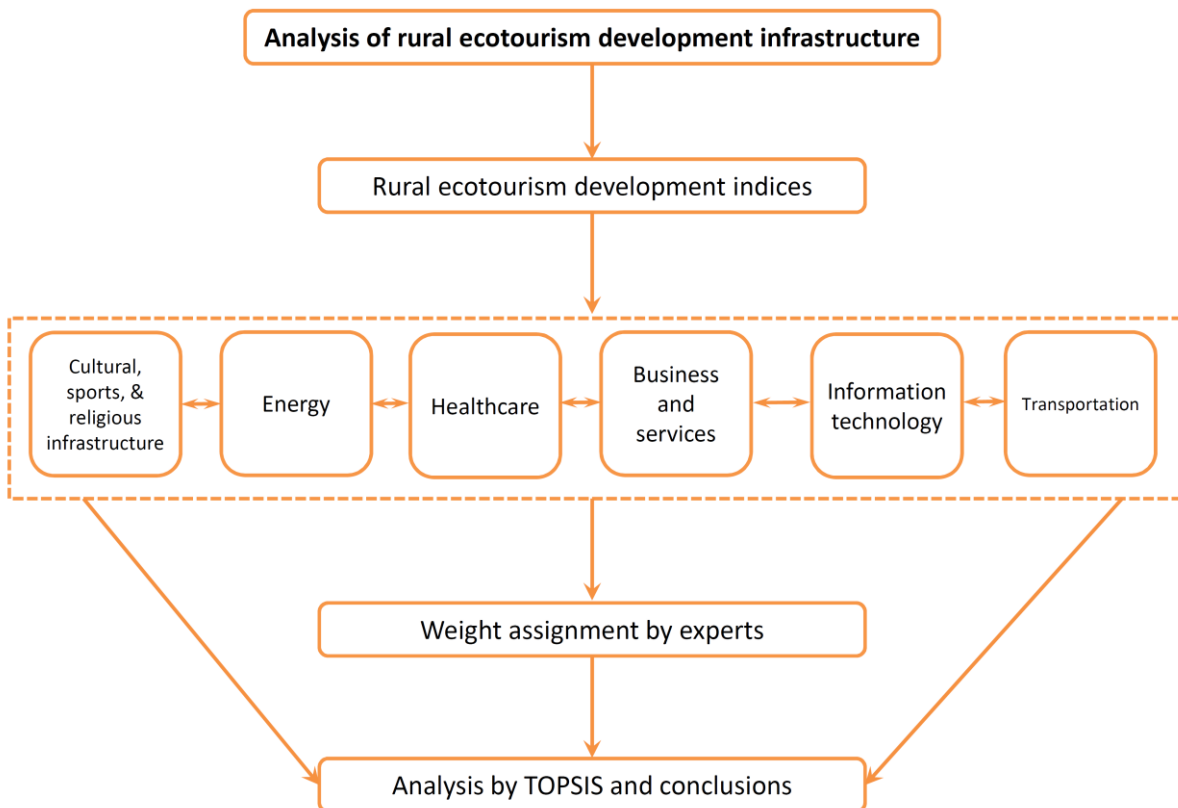 Analysis of rural ecotourism development infrastructure
Rural ecotourism development indices
Cultural,
sports, &
religious
infrastructure
Energy
Healthcare
Business
and
services
Information
technology
Transportation
Weight assignment by experts
Analysis by TOPSIS and conclusions